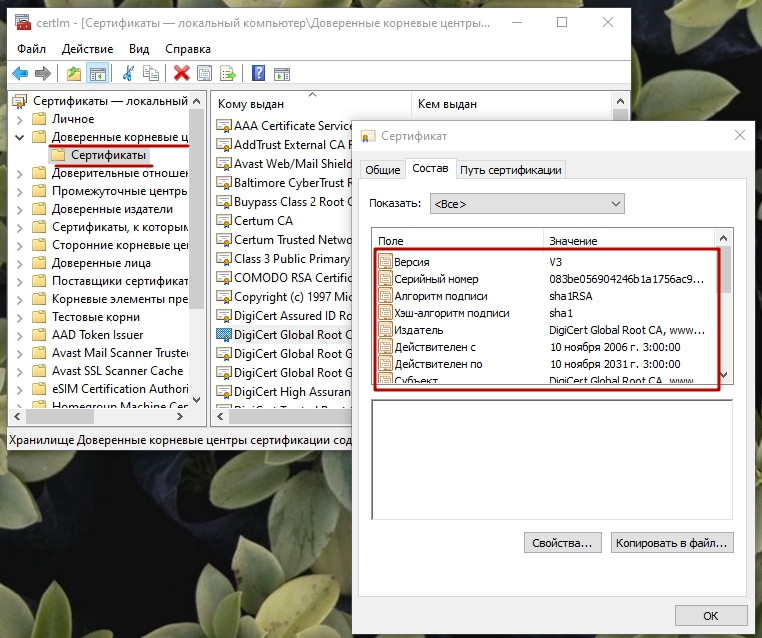 certlm - [Сертификаты — локальный компьютер\Доверенные корневые центры...
Файл Действие Вид Справка
Сертификаты — локальный
Личное
Доверенные корневые ц
Сертификаты
Доверительные отношен
Промежуточные центры
Доверенные издатели
Сертификаты, к которым
Сторонние корневые це
Доверенные лица
Поставщики сертификат
Корневые элементы пре
Тестовые корни
AAD Token Issuer
Avast Mail Scanner Truste
Avast SSL Scanner Cache
eSIM Certification Authori
Homegroup Machine Cer
Кому выдан
Кем выдан
AAA Certificate Service
AddTrust External CA R
Avast Web/Mail Shield
Baltimore CyberTrust R
Buypass Class 2 Root C
Certum CA
Certum Trusted Netwo
Class 3 Public Primary
COMODO RSA Certific
Copyright (c) 1997 Mic
DigiCert Assured ID Ro
DigiCert Global Root C
DigiCert Global Root G
DigiCert Global Root G
DigiCert High Assuran
DigiCert Trusted Root
Хранилище Доверенные корневые центры сертификации сод
Сертификат
Общие Состав Путь сертификации
Показать: <Все>
Поле Значение
Версия V3
Серийный номер 083be056904246b1a1756ac9...
Алгоритм подписи sha1RSA
Хэш-алгоритм подписи sha1
Издатель DigiCert Global Root CA, www...
Действителен с 10 ноября 2006 г. 3:00:00
Действителен по 10 ноября 2031 г. 3:00:00
Субъект DigiCert Global Root CA, www
Свойства... Копировать в файл...
ОК